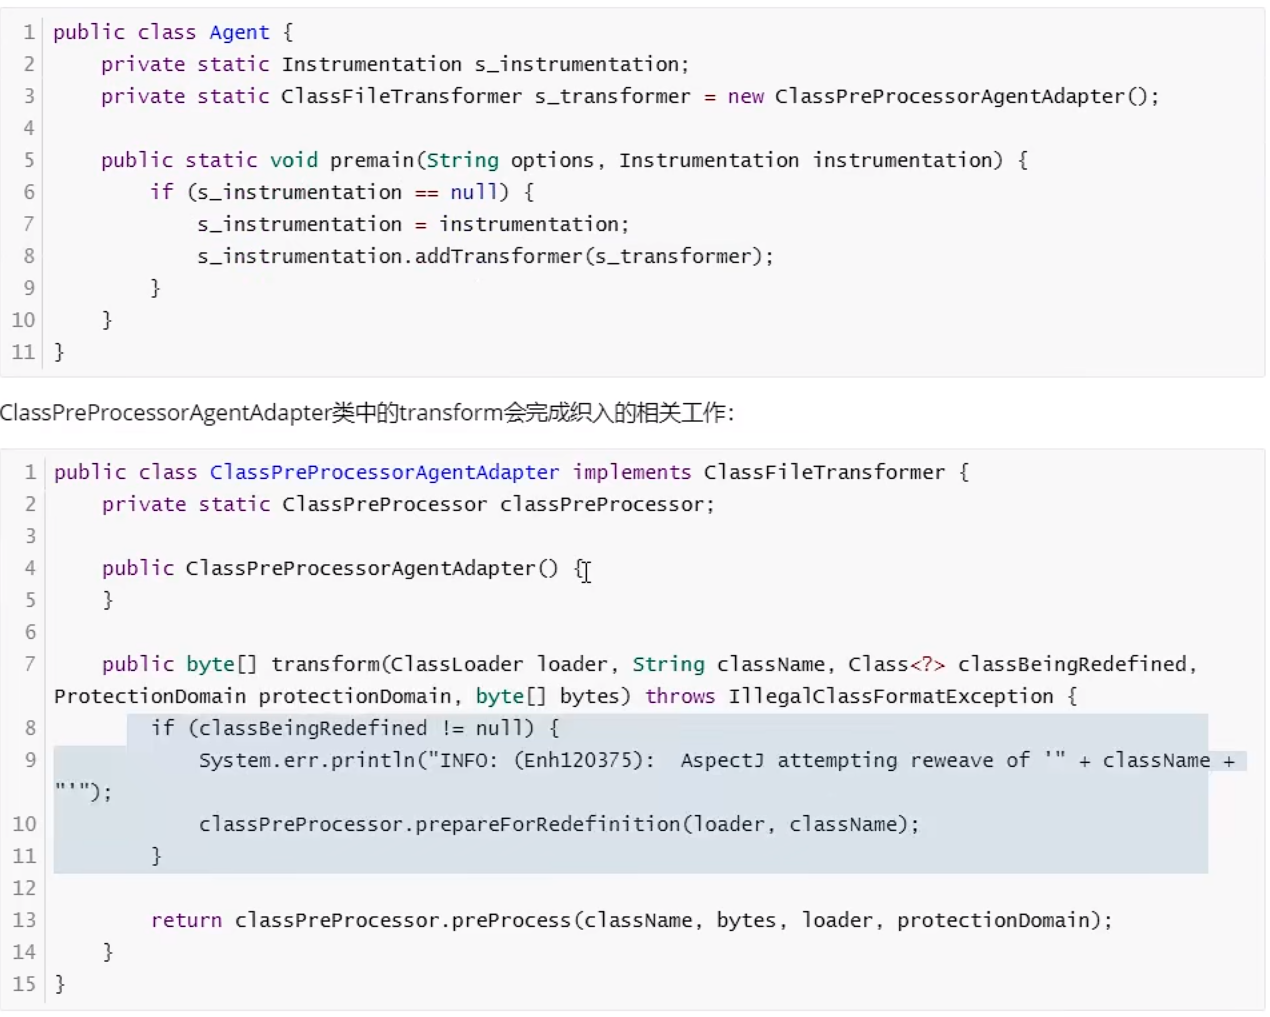 1 public class Agent {
2     private static Instrumentation s_instrumentation;
3     private static ClassFileTransformer s_transformer = new ClassPreProcessorAgentAdapter();
4
5     public static void premain(String options, Instrumentation instrumentation) {
6         if (s_instrumentation == null) {
7             s_instrumentation = instrumentation;
8             s_instrumentation.addTransformer(s_transformer);
9         }
10     }
11 }
ClassPreProcessorAgentAdapter类中的transform会完成织入的相关工作：
1 public class ClassPreProcessorAgentAdapter implements ClassFileTransformer {
2     private static ClassPreProcessor classPreProcessor;
3
4     public ClassPreProcessorAgentAdapter() {
5     }
6
7     public byte[] transform(ClassLoader loader, String className, Class<?> classBeingRedefined,
ProtectionDomain protectionDomain, byte[] bytes) throws IllegalClassFormatException {
8         if (classBeingRedefined != null) {
9             System.err.println("INFO: (Enh120375):  AspectJ attempting reweave of '" + className +
"'");
10             classPreProcessor.prepareForRedefinition(loader, className);
11         }
12
13         return classPreProcessor.preProcess(className, bytes, loader, protectionDomain);
14     }
15 }